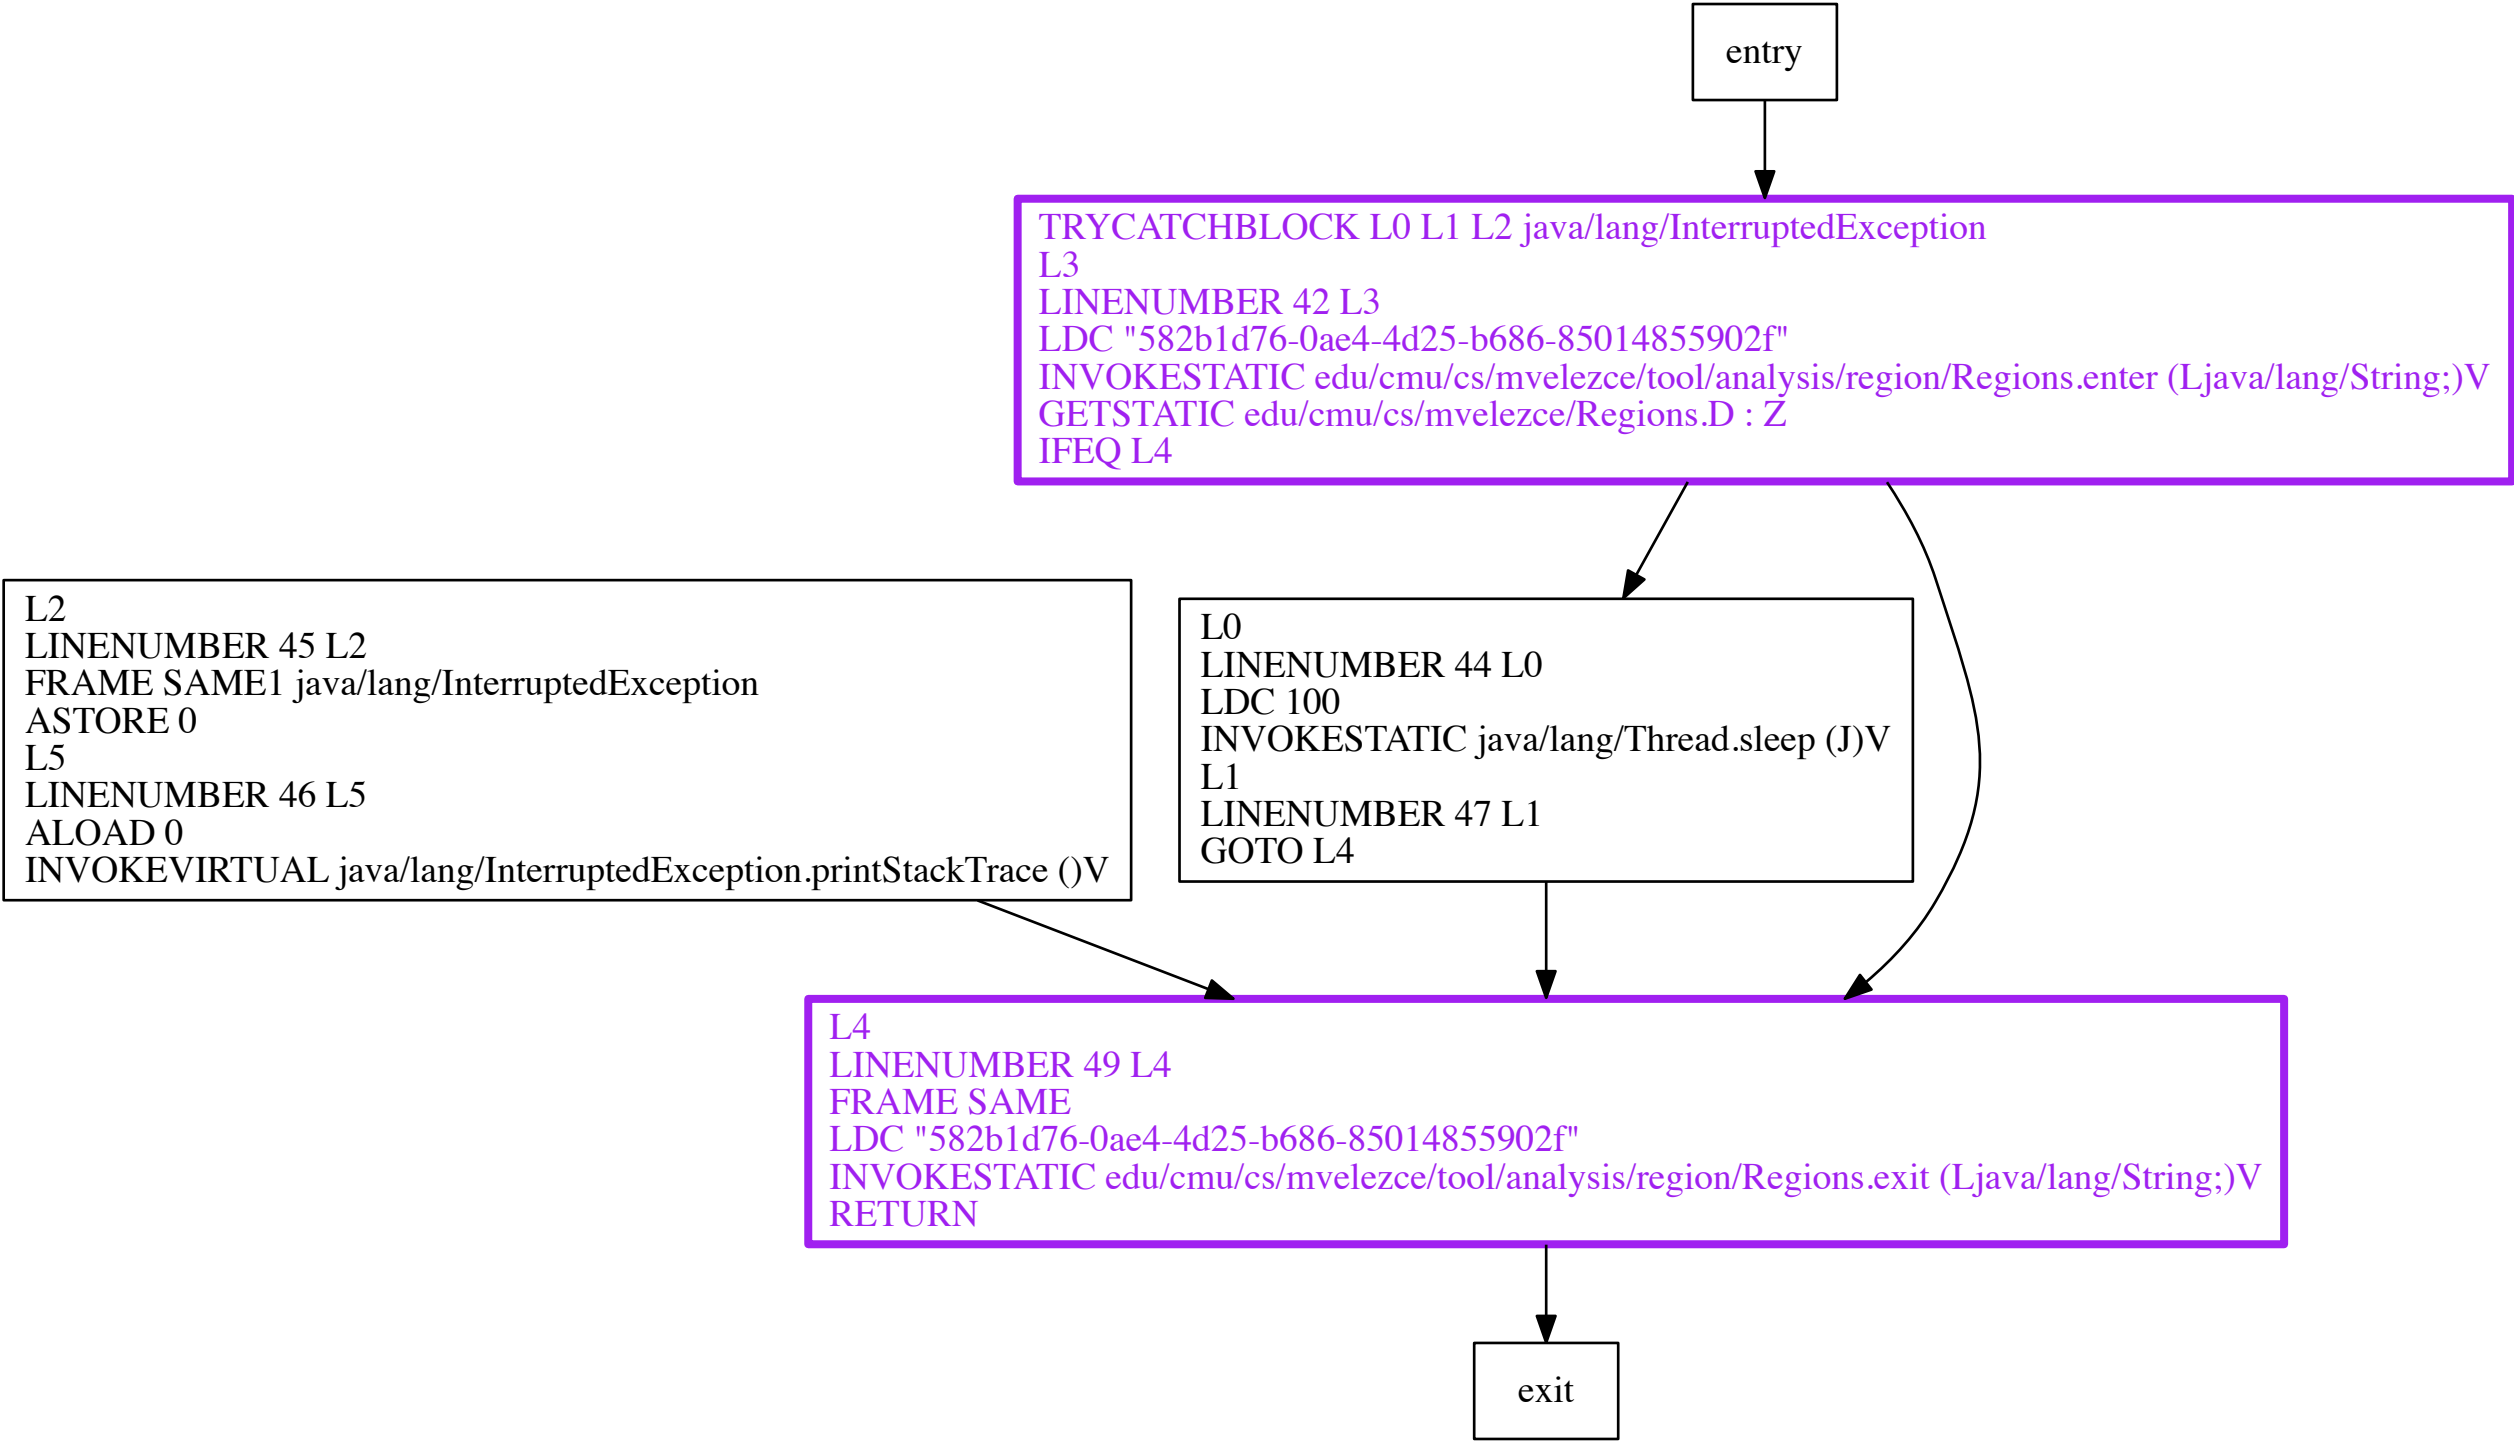 entry
TRYCATCHBLOCK L0 L1 L2 java/lang/InterruptedException
L3
LINENUMBER 42 L3
LDC "582b1d76-0ae4-4d25-b686-85014855902f"
INVOKESTATIC edu/cmu/cs/mvelezce/tool/analysis/region/Regions.enter (Ljava/lang/String;)V
GETSTATIC edu/cmu/cs/mvelezce/Regions.D : Z
IFEQ L4
L2
LINENUMBER 45 L2
FRAME SAME1 java/lang/InterruptedException
ASTORE 0
L5
LINENUMBER 46 L5
ALOAD 0
INVOKEVIRTUAL java/lang/InterruptedException.printStackTrace ()V
L0
LINENUMBER 44 L0
LDC 100
INVOKESTATIC java/lang/Thread.sleep (J)V
L1
LINENUMBER 47 L1
GOTO L4
L4
LINENUMBER 49 L4
FRAME SAME
LDC "582b1d76-0ae4-4d25-b686-85014855902f"
INVOKESTATIC edu/cmu/cs/mvelezce/tool/analysis/region/Regions.exit (Ljava/lang/String;)V
RETURN
exit